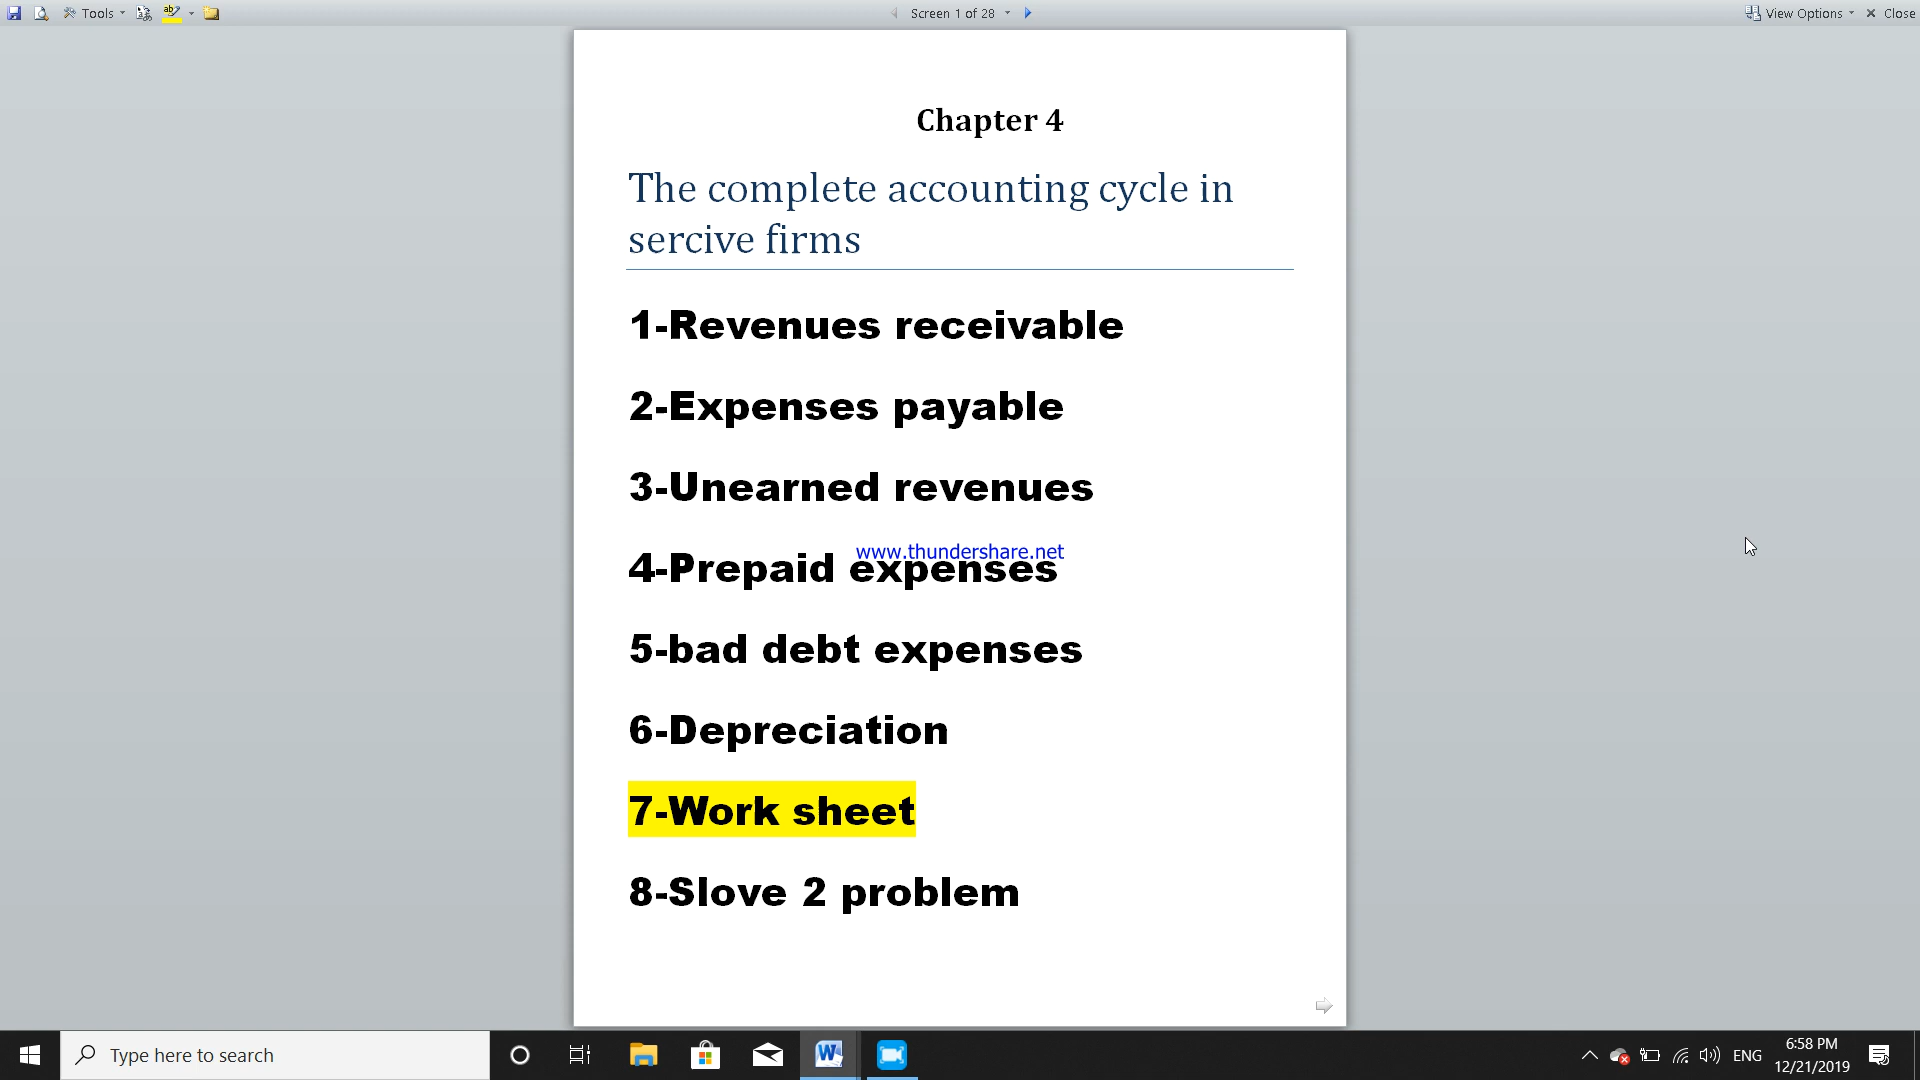 Tools
Screen 1 of 28
View Options
Close
Chapter 4
The complete accounting cycle in
sercive firms
1-Revenues receivable
2-Expenses payable
3-Unearned revenues
www.thundershare.net
4-Prepaid expenses
5-bad debt expenses
6-Depreciation
7-Work sheet
8-Slove 2 problem
Type here to search
ENG
6:58 PM
12/21/2019